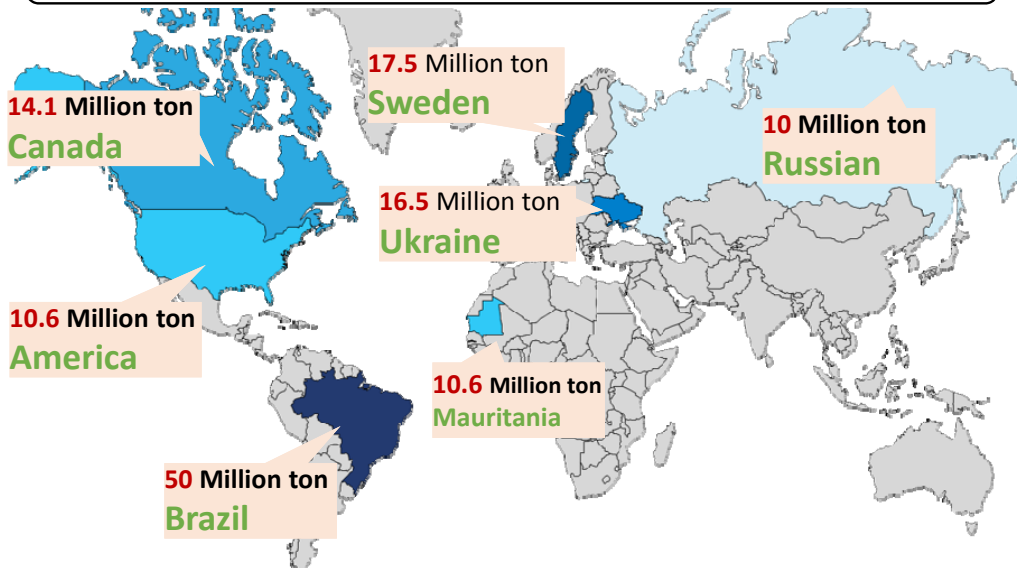 17.5 Million ton
Sweden
14.1 Million ton
Canada
10 Million ton
Russian
16.5 Million ton
Ukraine
10.6 Million ton
America
10.6 Million ton
Mauritania
50 Million ton
Brazil